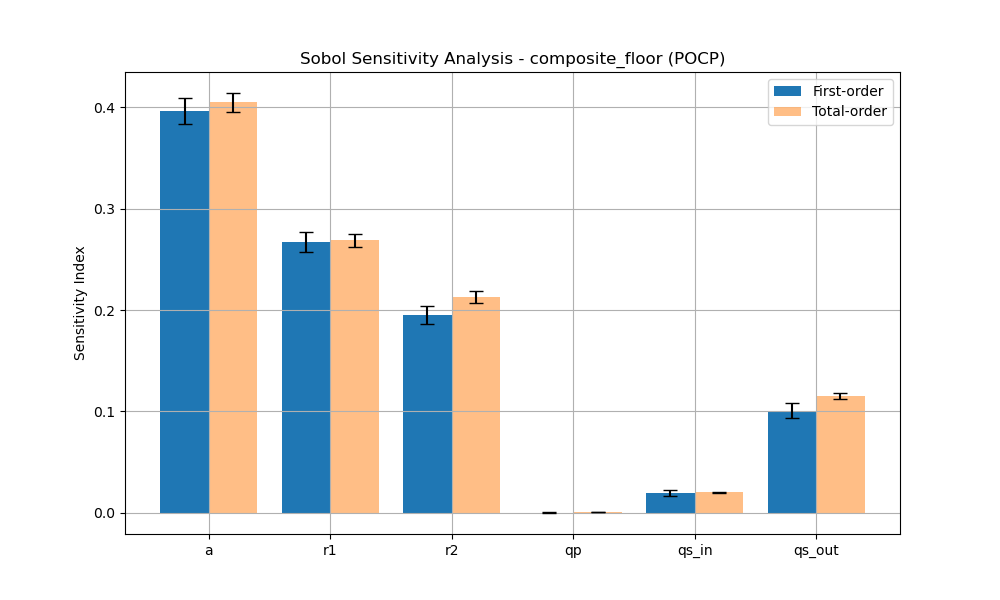 Sobol Sensitivity Analysis - composite_floor (POCP)
First-order
Total-order
Sensitivity Index
0.4
0.3
0.2
0.1
0.0
a
r1
r2
qp
qs_in
qs_out